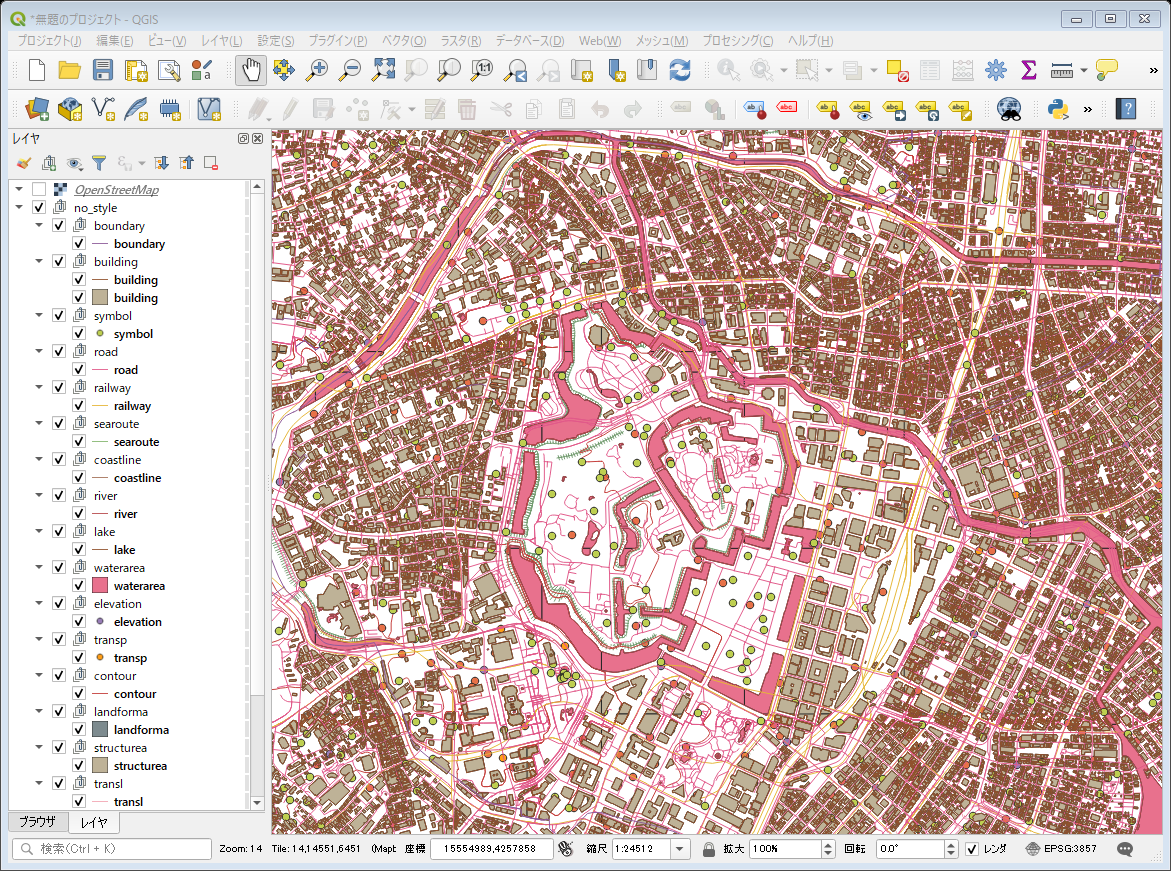 *無題のプロジェクト - QGIS
プロジェクト(J) 編集(E) ビュー(V) レイヤ(L) 設定(S) プラグイン(P) ベクタ(O) ラスタ(R) データベース(D) Web(W) メッシュ(M) プロセシング(C) ヘルプ(H)
レイヤ
OpenStreetMap
no_style
boundary
boundary
building
building
building
symbol
symbol
road
road
railway
railway
searoute
searoute
coastline
coastline
river
river
lake
lake
waterarea
waterarea
elevation
elevation
transp
transp
contour
contour
landforma
landforma
structurea
structurea
transl
transl
ブラウザ レイヤ
検索(Ctrl + K) Zoom: 14 Tile: 14,14551,6451 (Mapt 座標 15554989,4257858 縮尺 1:24512 拡大 100% 回転 0.0° レンダ EPSG:3857